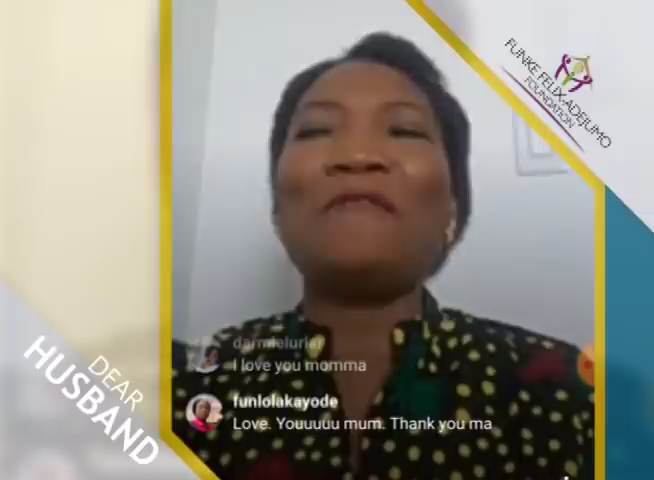 FUNKE FELIX-ADEJUMO
FOUNDATION
I love you momma
funlolakayode
Love. Youuuuu mum. Thank you ma
DEAR
HUSBAND